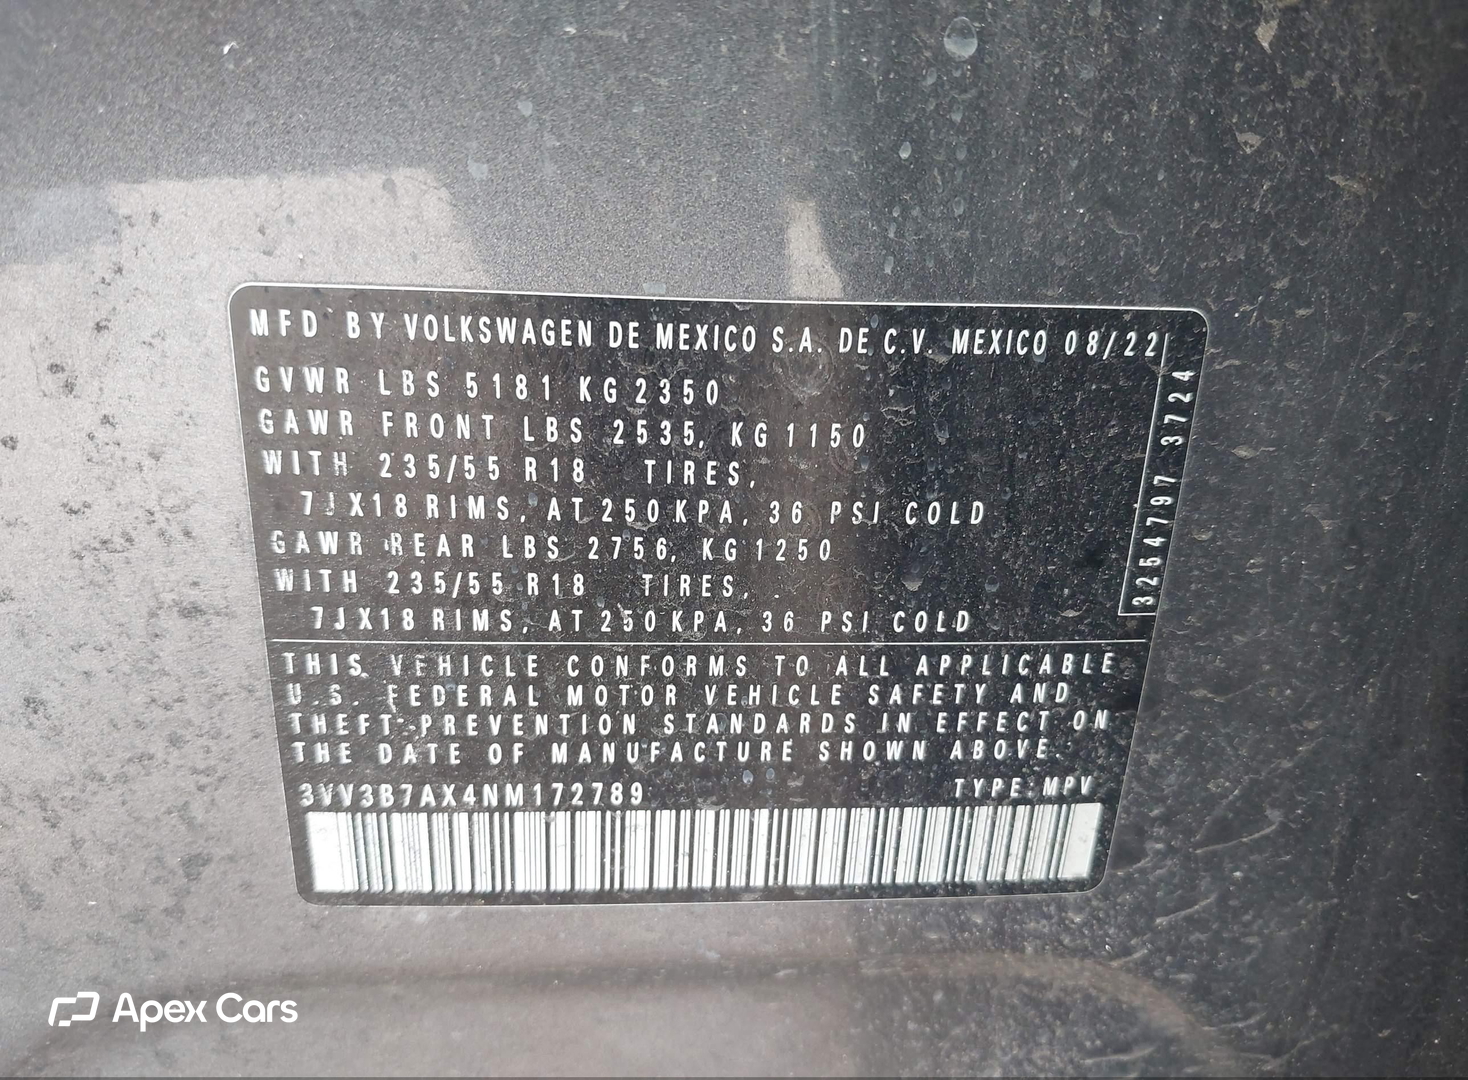 MFD BY VOLKSWAGEN DE MEXICO S.A. DE C.V. MEXICO 08/22
GVWR LBS 5181 KG 2350
GAWR FRONT LBS 2535, KG 1150
WITH 235/55 R18 TIRES,
7JX18 RIMS, AT 250 KPA, 36 PSI COLD
GAWR REAR LBS 2756, KG 1250
WITH 235/55 R18 TIRES,
7JX18 RIMS, AT 250 KPA, 36 PSI COLD
3254797 3724
THIS VEHICLE CONFORMS TO ALL APPLICABLE
U.S. FEDERAL MOTOR VEHICLE SAFETY AND
THEFT PREVENTION STANDARDS IN EFFECT ON
THE DATE OF MANUFACTURE SHOWN ABOVE.
3VV3B7AX4NM172789 TYPE: MPV
Apex Cars